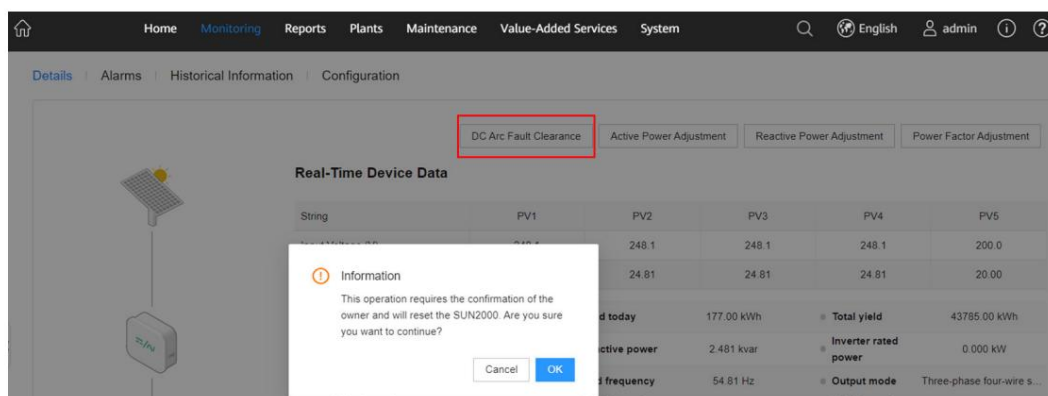 Home Monitoring Reports Plants Maintenance Value-Added Services System English admin
Details Alarms Historical Information Configuration
DC Arc Fault Clearance Active Power Adjustment Reactive Power Adjustment Power Factor Adjustment
Real-Time Device Data
String PV1 PV2 PV3 PV4 PV5
248.1 248.1 248.1 200.0
Information 24.81 24.81 24.81 20.00
This operation requires the confirmation of the
owner and will reset the SUN2000. Are you sure
you want to continue?
d today 177.00 kWh Total yield 43785.00 kWh
active power 2.481 kvar Inverter rated
power 0.000 kW
Cancel OK
frequency 54.81 Hz Output mode Three-phase four-wire s...